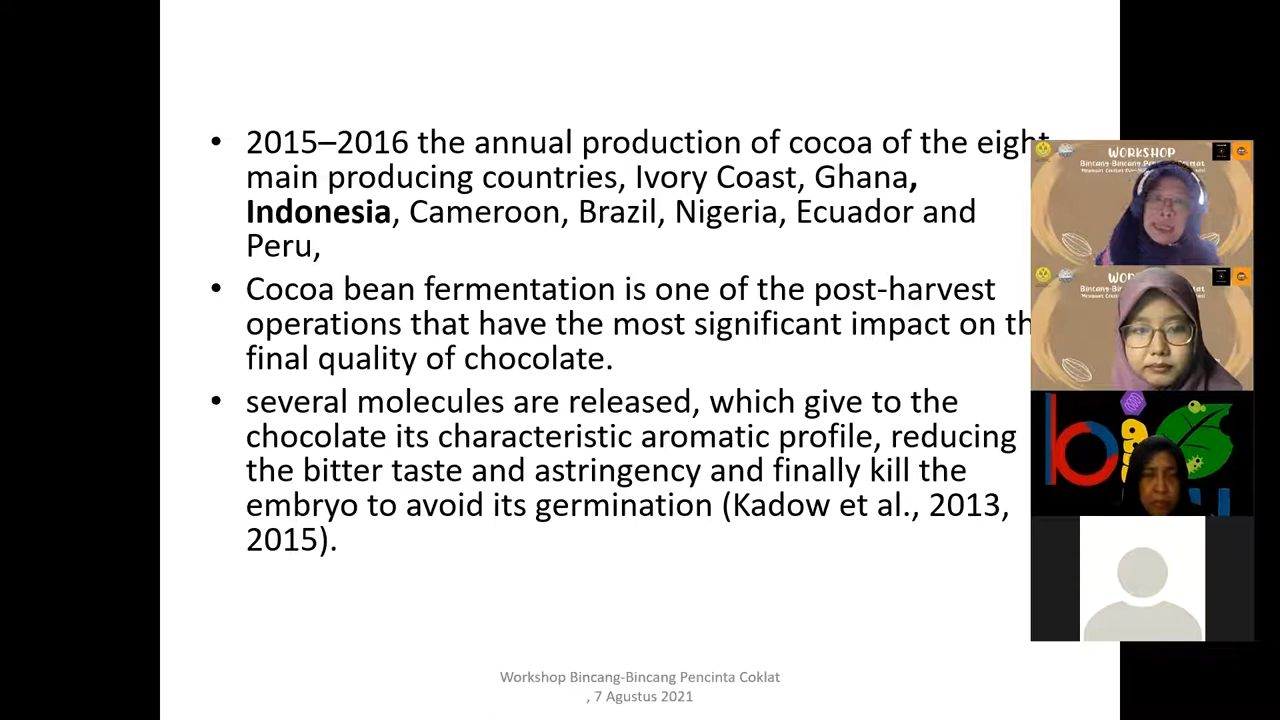 • 2015–2016 the annual production of cocoa of the eight
main producing countries, Ivory Coast, Ghana,
Indonesia, Cameroon, Brazil, Nigeria, Ecuador and
Peru,
• Cocoa bean fermentation is one of the post-harvest
operations that have the most significant impact on th
final quality of chocolate.
• several molecules are released, which give to the
chocolate its characteristic aromatic profile, reducing
the bitter taste and astringency and finally kill the
embryo to avoid its germination (Kadow et al., 2013,
2015).
Workshop Bincang-Bincang Pencinta Coklat
, 7 Agustus 2021
WORKSHOP